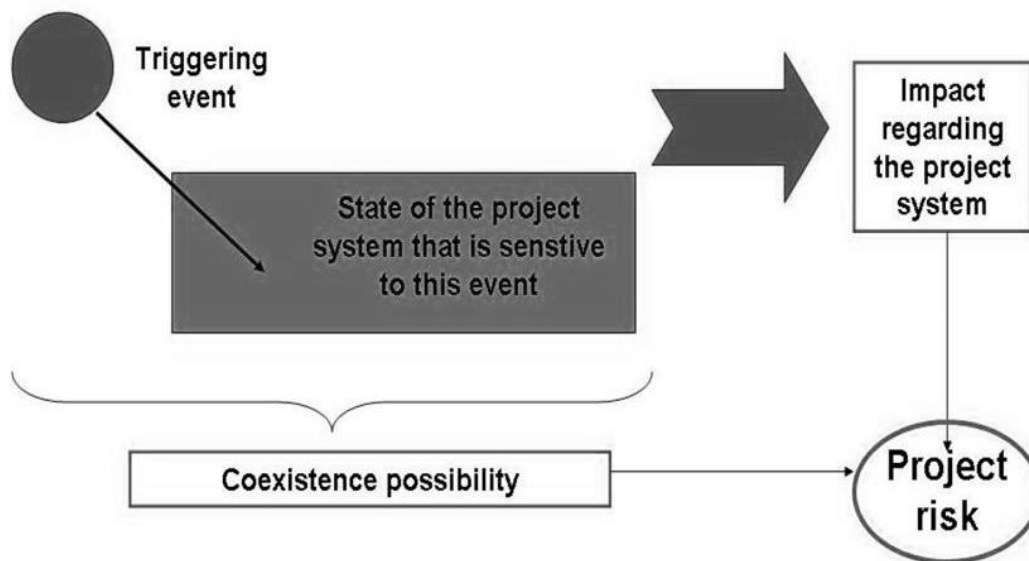 Triggering
event
State of the project
system that is senstive
to this event
Impact
regarding
the project
system
Coexistence possibility
Project
risk